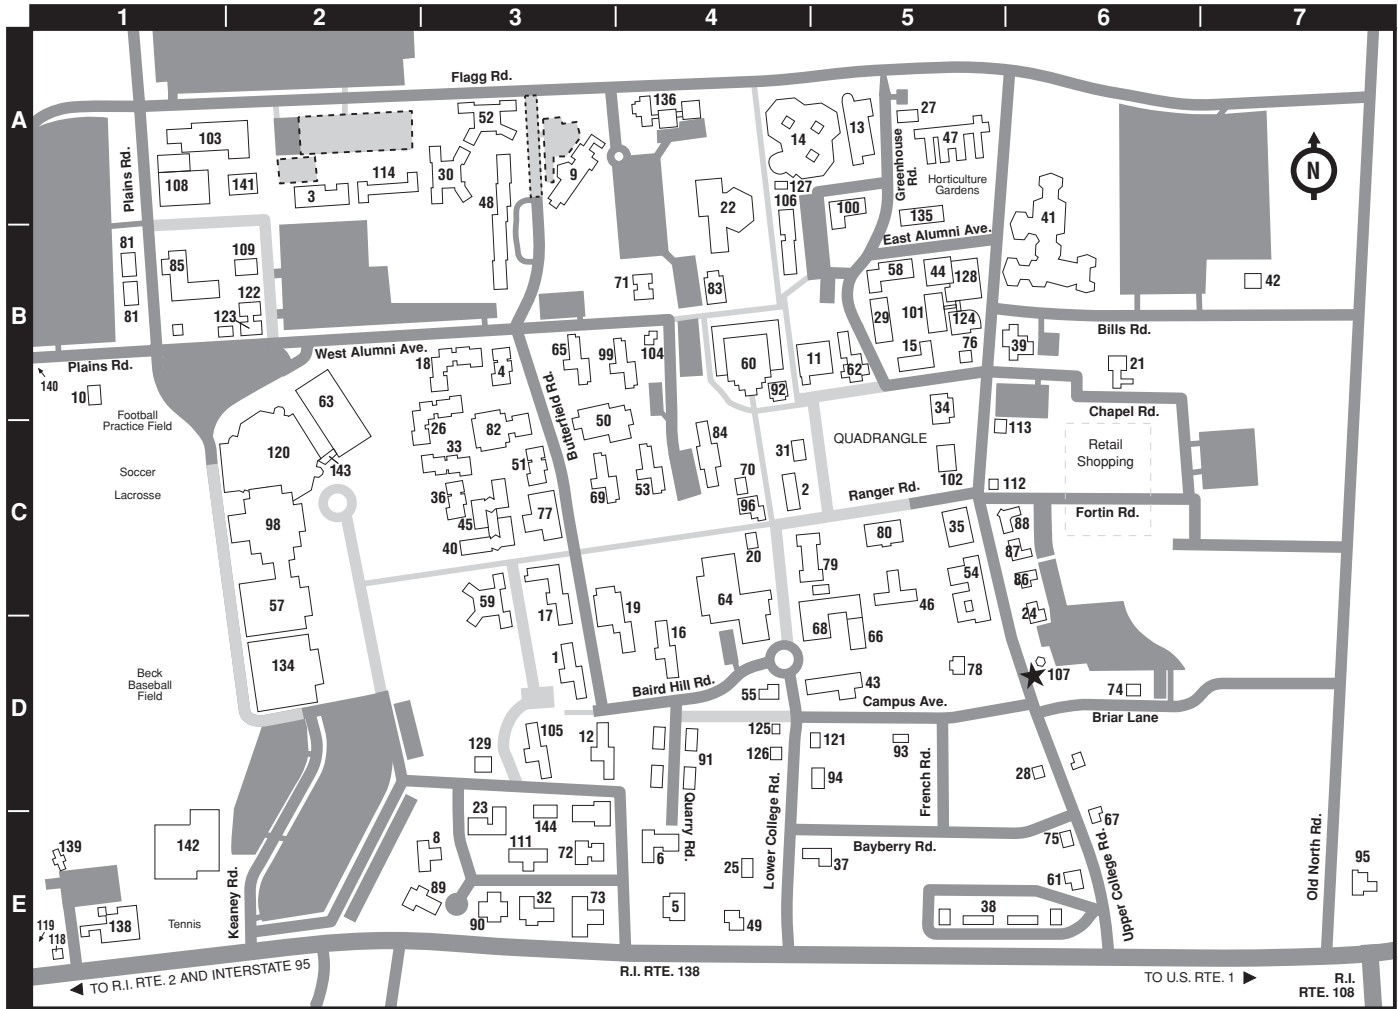 1 2 3 4 5 6 7
A
B
C
D
E
Flagg Rd.
136
52
103
114
30
108
141
3
48
9
22
14
13
27
47
127
106
100
135
Greenhouse
Rd.
Horticulture
Gardens
41
N
Plains Rd.
East Alumni Ave.
81
85
109
122
123
81
71
83
58
44
128
29
101
124
15
76
42
Bills Rd.
39
21
West Alumni Ave.
Plains Rd.
140
10
18
4
65
99
104
60
92
11
62
Football
Practice Field
63
26
82
33
Butterfield Rd.
50
84
34
Chapel Rd.
113
QUADRANGLE
Retail
Shopping
Soccer
Lacrosse
120
143
51
69
53
70
31
2
96
102
112
Ranger Rd.
Fortin Rd.
98
36
45
40
77
20
79
80
35
88
87
86
24
57
59
17
19
64
54
46
68
66
16
1
134
Beck
Baseball
Field
Baird Hill Rd.
55
43
Campus Ave.
78
107
74
Briar Lane
129
105
12
91
125
126
121
94
93
French Rd.
28
67
Quarry Rd.
Lower College Rd.
23
144
111
72
8
89
90
32
73
6
5
25
49
37
Bayberry Rd.
75
61
38
Upper College Rd.
Old North Rd.
95
139
142
Keaney Rd.
138
Tennis
119
118
TO R.I. RTE. 2 AND INTERSTATE 95
R.I. RTE. 138
TO U.S. RTE. 1
R.I.
RTE. 108